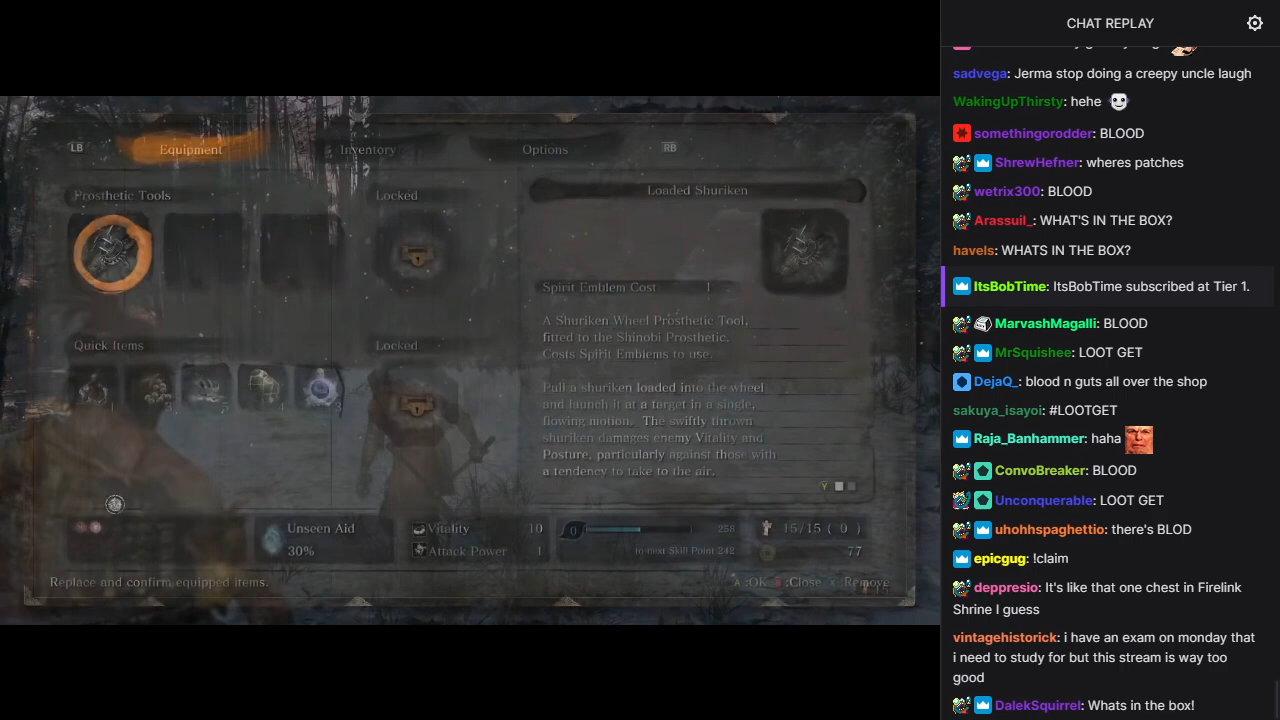 LB
Equipment
Inventory
Options
RB
Prosthetic Tools
Locked
Loaded Shuriken
Spirit Emblem Cost 1
A Shuriken Wheel Prosthetic Tool,
fitted to the Shinobi Prosthetic.
Costs Spirit Emblems to use.
Quick Items
Locked
Pull a shuriken loaded into the wheel
and launch it at a target in a single,
flowing motion. The swiftly thrown
shuriken damages enemy Vitality and
Posture, particularly against those with
a tendency to take to the air.
Y
Unseen Aid
30%
Vitality 10
Attack Power 1
0
258
to next Skill Point 242
15/15 ( 0 )
77
Replace and confirm equipped items.
A :OK B :Close X :Remove
15
CHAT REPLAY
sadvega: Jerma stop doing a creepy uncle laugh
WakingUpThirsty: hehe
somethingorodder: BLOOD
ShrewHefner: wheres patches
wetrix300: BLOOD
Arassuil_: WHAT'S IN THE BOX?
havels: WHATS IN THE BOX?
ItsBobTime: ItsBobTime subscribed at Tier 1.
MarvashMagalli: BLOOD
MrSquishee: LOOT GET
DejaQ_: blood n guts all over the shop
sakuya_isayoi: #LOOTGET
Raja_Banhammer: haha
ConvoBreaker: BLOOD
Unconquerable: LOOT GET
uhohhspaghettio: there's BLOD
epicgug: !claim
deppresio: It's like that one chest in Firelink
Shrine I guess
vintagehistorick: i have an exam on monday that
i need to study for but this stream is way too
good
DalekSquirrel: Whats in the box!